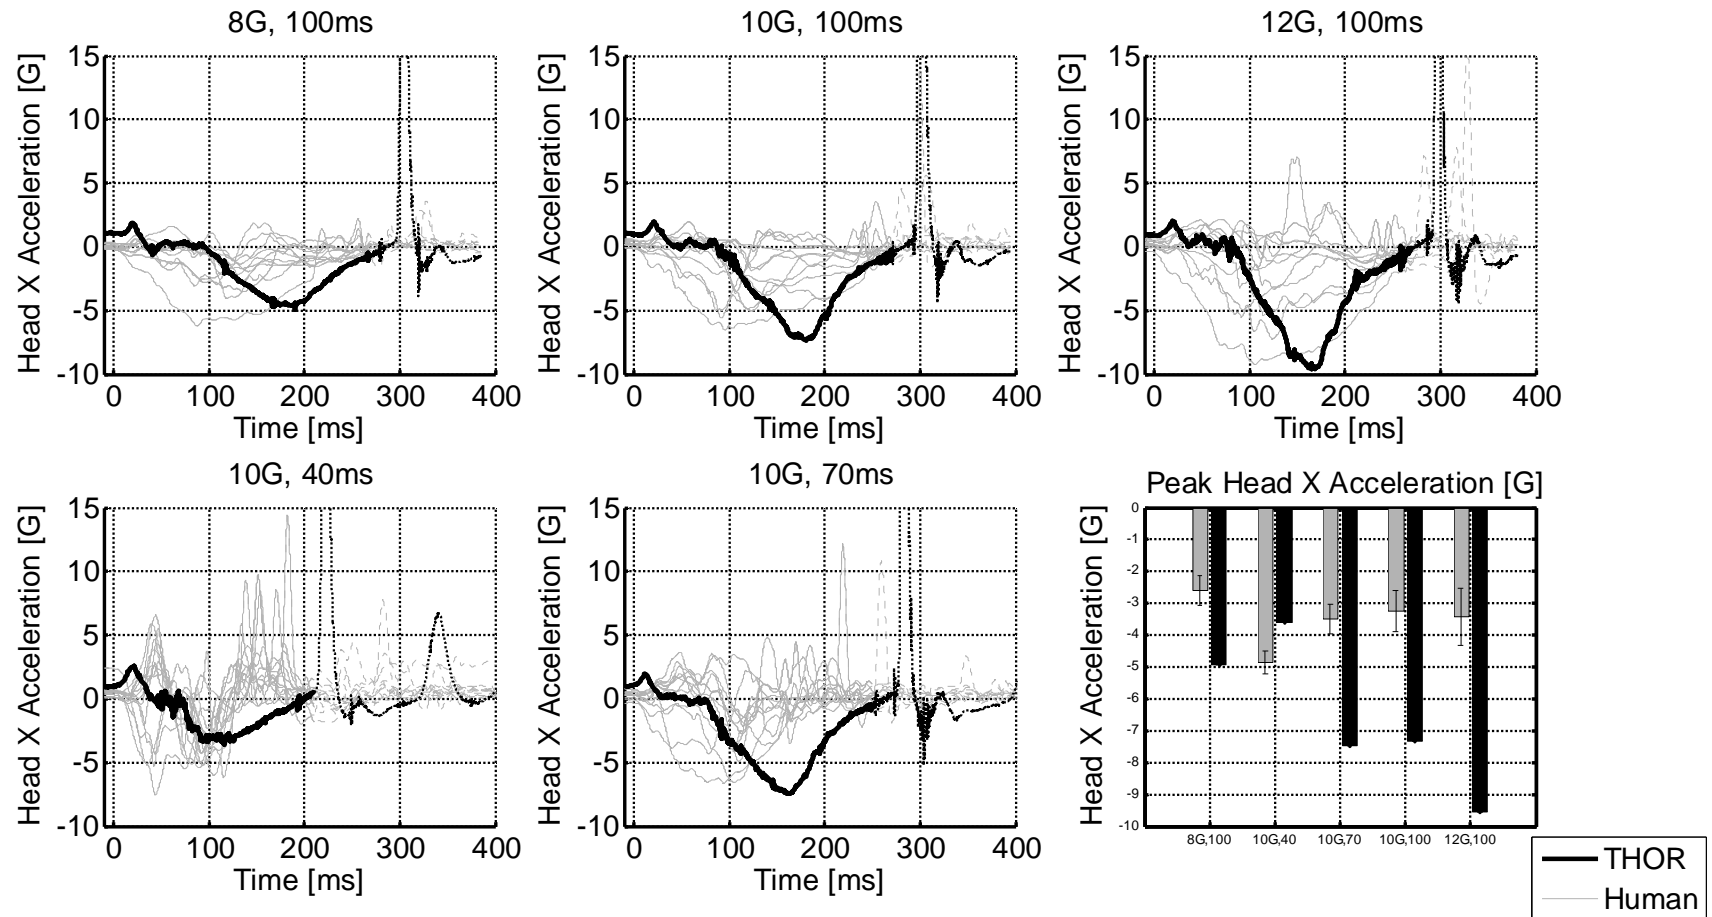 8G, 100ms
Head X Acceleration [G]
15
10
5
0
-5
-10
0 100 200 300 400
Time [ms]
10G, 100ms
Head X Acceleration [G]
15
10
5
0
-5
-10
0 100 200 300 400
Time [ms]
12G, 100ms
Head X Acceleration [G]
15
10
5
0
-5
-10
0 100 200 300 400
Time [ms]
10G, 40ms
Head X Acceleration [G]
15
10
5
0
-5
-10
0 100 200 300 400
Time [ms]
10G, 70ms
Head X Acceleration [G]
15
10
5
0
-5
-10
0 100 200 300 400
Time [ms]
Peak Head X Acceleration [G]
Head X Acceleration [G]
0
-1
-2
-3
-4
-5
-6
-7
-8
-9
-10
8G,100 10G,40 10G,70 10G,100 12G,100
THOR
Human